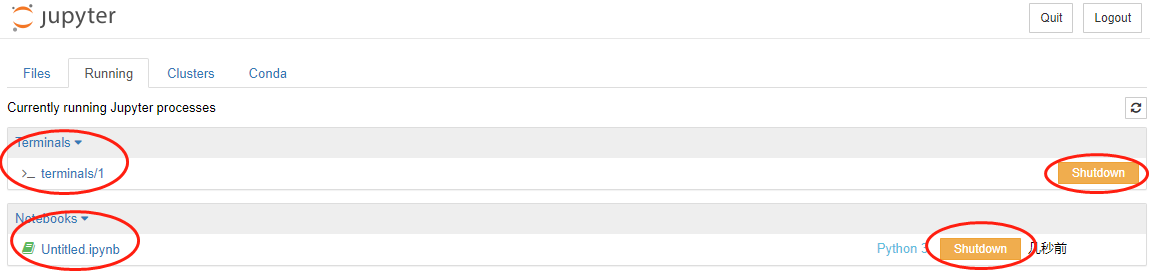 jupyter Quit Logout
Files Running Clusters Conda
Currently running Jupyter processes
Terminals
>_ terminals/1 Shutdown
Notebooks
Untitled.ipynb Python 3 Shutdown 几秒前